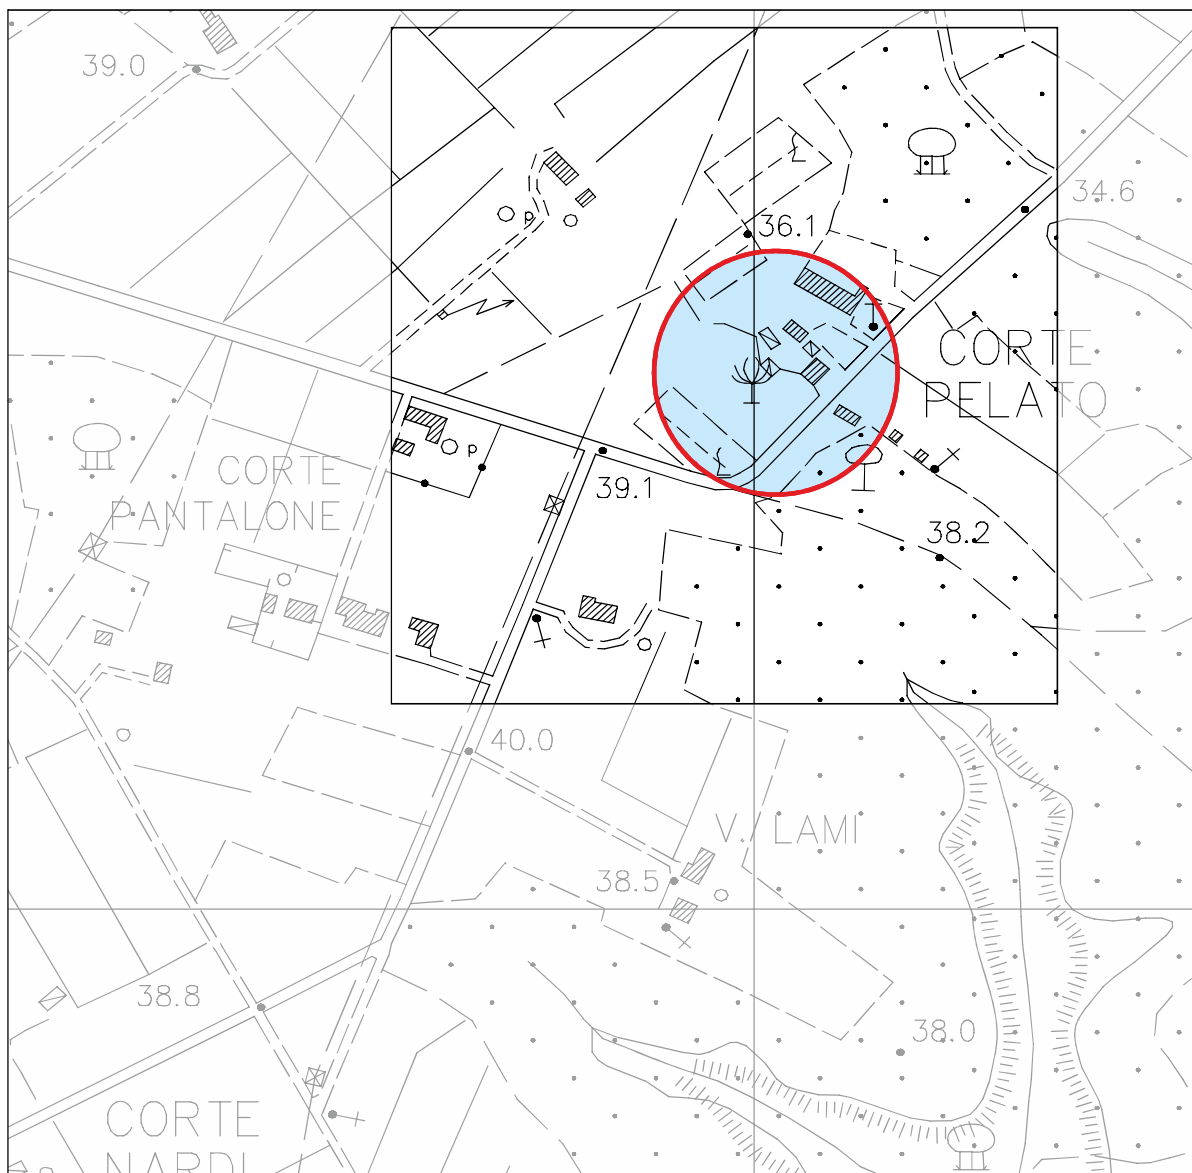 39.0
34.6
p
36.1
CORTE
PELATO
p
CORTE
PANTALONE
39.1
38.2
40.0
V. LAMI
38.5
38.8
38.0
CORTE
NARDI